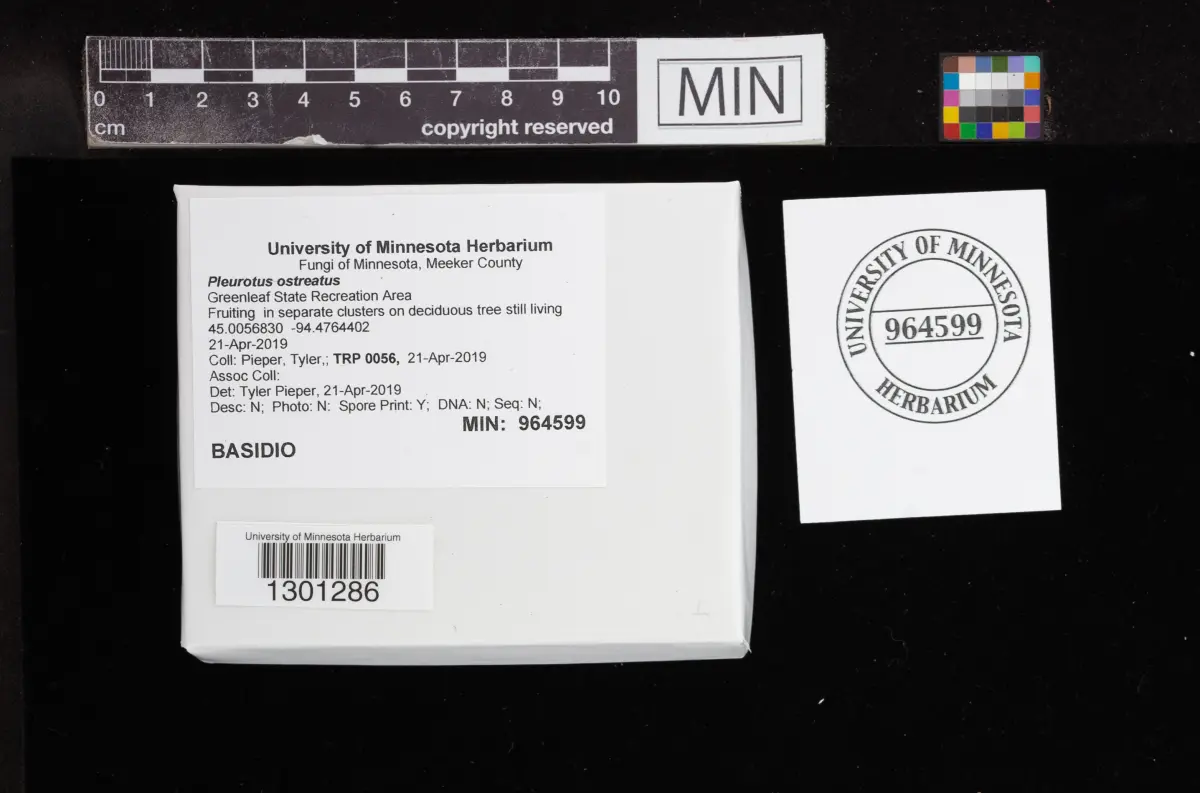 0 1 2 3 4 5 6 7 8 9 10
cm copyright reserved
MIN
University of Minnesota Herbarium
Fungi of Minnesota, Meeker County
Pleurotus ostreatus
Greenleaf State Recreation Area
Fruiting in separate clusters on deciduous tree still living
45.0056830 -94.4764402
21-Apr-2019
Coll: Pieper, Tyler,; TRP 0056, 21-Apr-2019
Assoc Coll:
Det: Tyler Pieper, 21-Apr-2019
Desc: N; Photo: N: Spore Print: Y; DNA: N; Seq: N;
MIN: 964599
BASIDIO
University of Minnesota Herbarium
1301286
UNIVERSITY OF MINNESOTA
964599
HERBARIUM